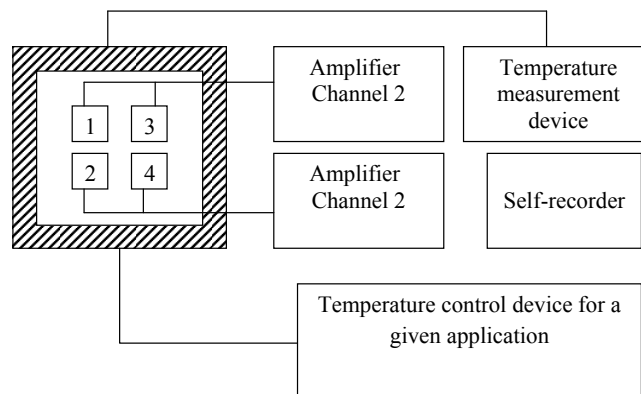 Amplifier
Channel 2
Temperature
measurement
device
1
3
2
4
Amplifier
Channel 2
Self-recorder
Temperature control device for a
given application